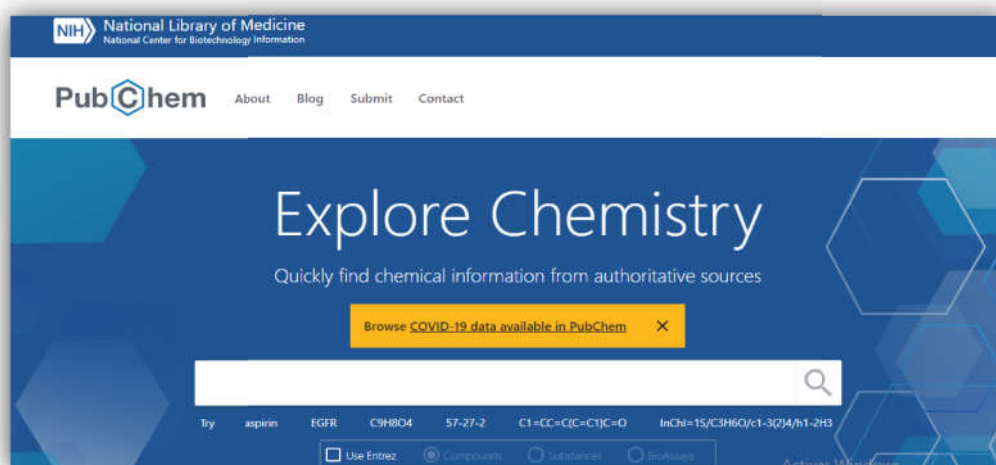 NIH National Library of Medicine
National Center for Biotechnology Information
PubChem About Blog Submit Contact
Explore Chemistry
Quickly find chemical information from authoritative sources
Browse COVID-19 data available in PubChem X
Try aspirin EGFR C9H8O4 57-27-2 C1=CC=C(C=C1)C=O InChI=1S/C3H6O/c1-3(2)4/h1-2H3
Use Entrez Compounds Substances BioAssays
Activate Windows